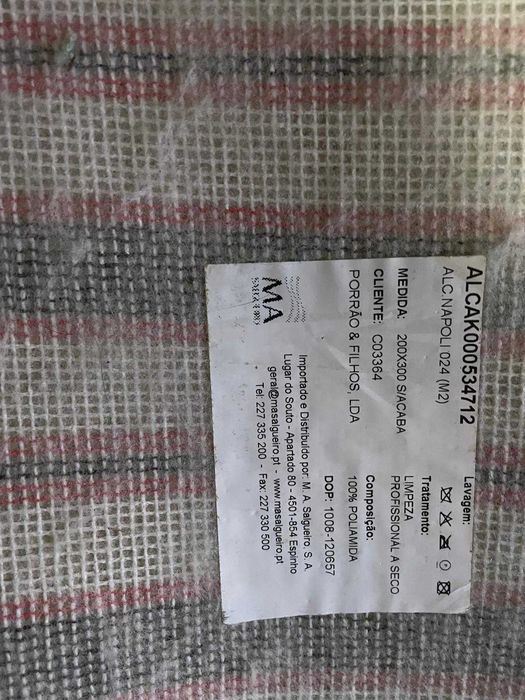 ALCAK000534712
ALC.NAPOLI 024 (M2)
MEDIDA: 200X300 S/ACABA
CLIENTE: CD3364
PORRÃO & FILHOS, LDA
Lavagem:
Tratamento:
LIMPEZA
PROFISSIONAL A SECO
Composição:
100% POLIAMIDA
DOP: 1008-120657
MA
Importado e Distribuído por: M. A. Salgueiro, S. A.
Lugar do Souto - Apartado 80 - 4501-854 Espinho
geral@masalgueiro.pt - www.masalgueiro.pt
Tel: 227 335 200 - Fax: 227 330 500